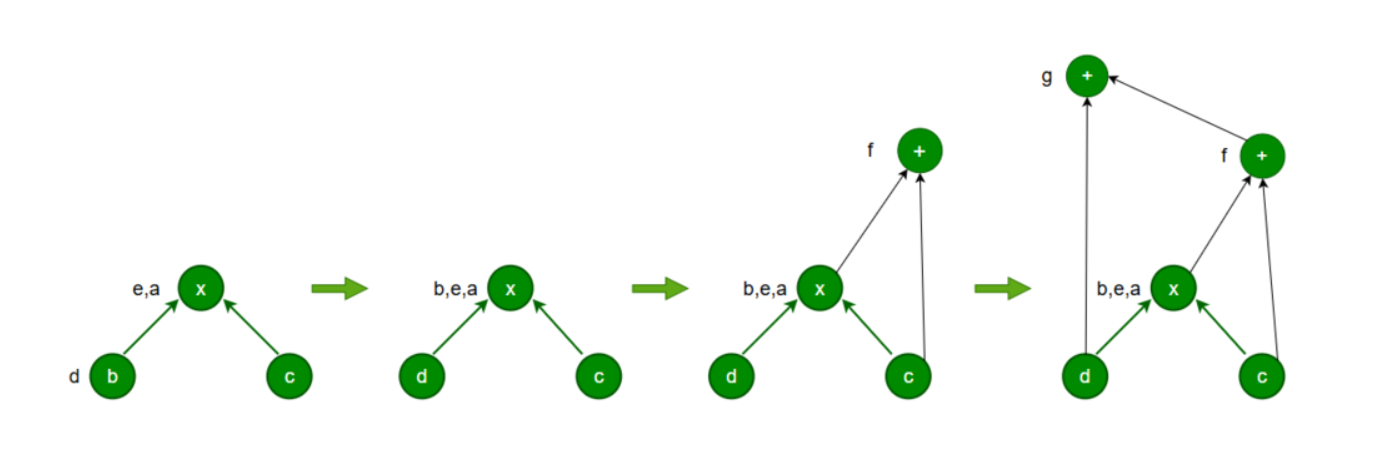 g +
f +
f +
e,a x
b,e,a x
b,e,a x
b,e,a x
d b
c
d
c
d
c
d
c